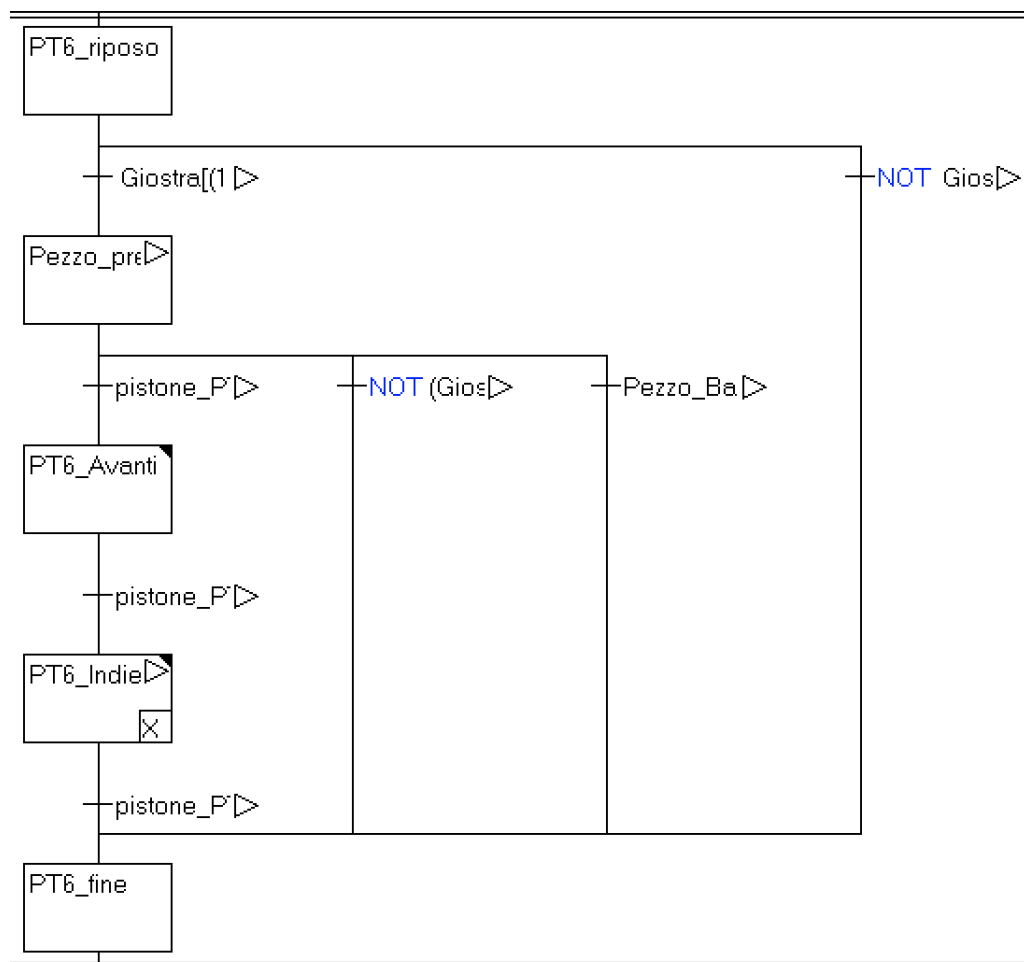 PT6_riposo
Giostra[(1
NOT Gios
Pezzo_pre
pistone_P
NOT (Gios
Pezzo_Ba
PT6_Avanti
pistone_P
PT6_Indie
X
pistone_P
PT6_fine